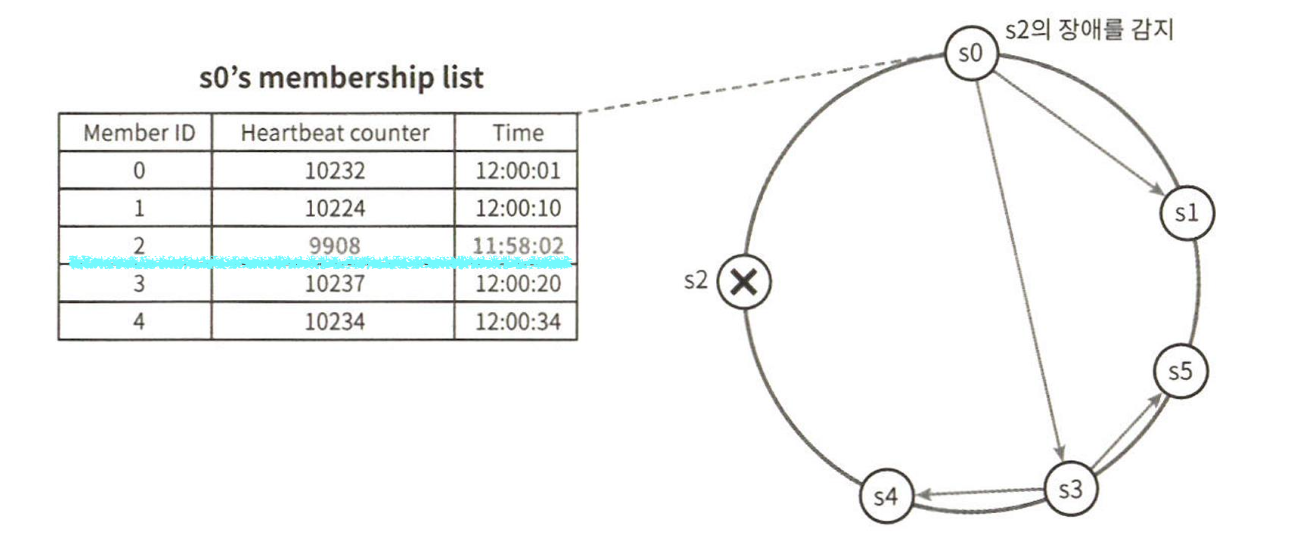 s0's membership list
Member ID Heartbeat counter Time
0 10232 12:00:01
1 10224 12:00:10
2 9908 11:58:02
3 10237 12:00:20
4 10234 12:00:34
s2의 장애를 감지
s0
s1
s2
s5
s4
s3